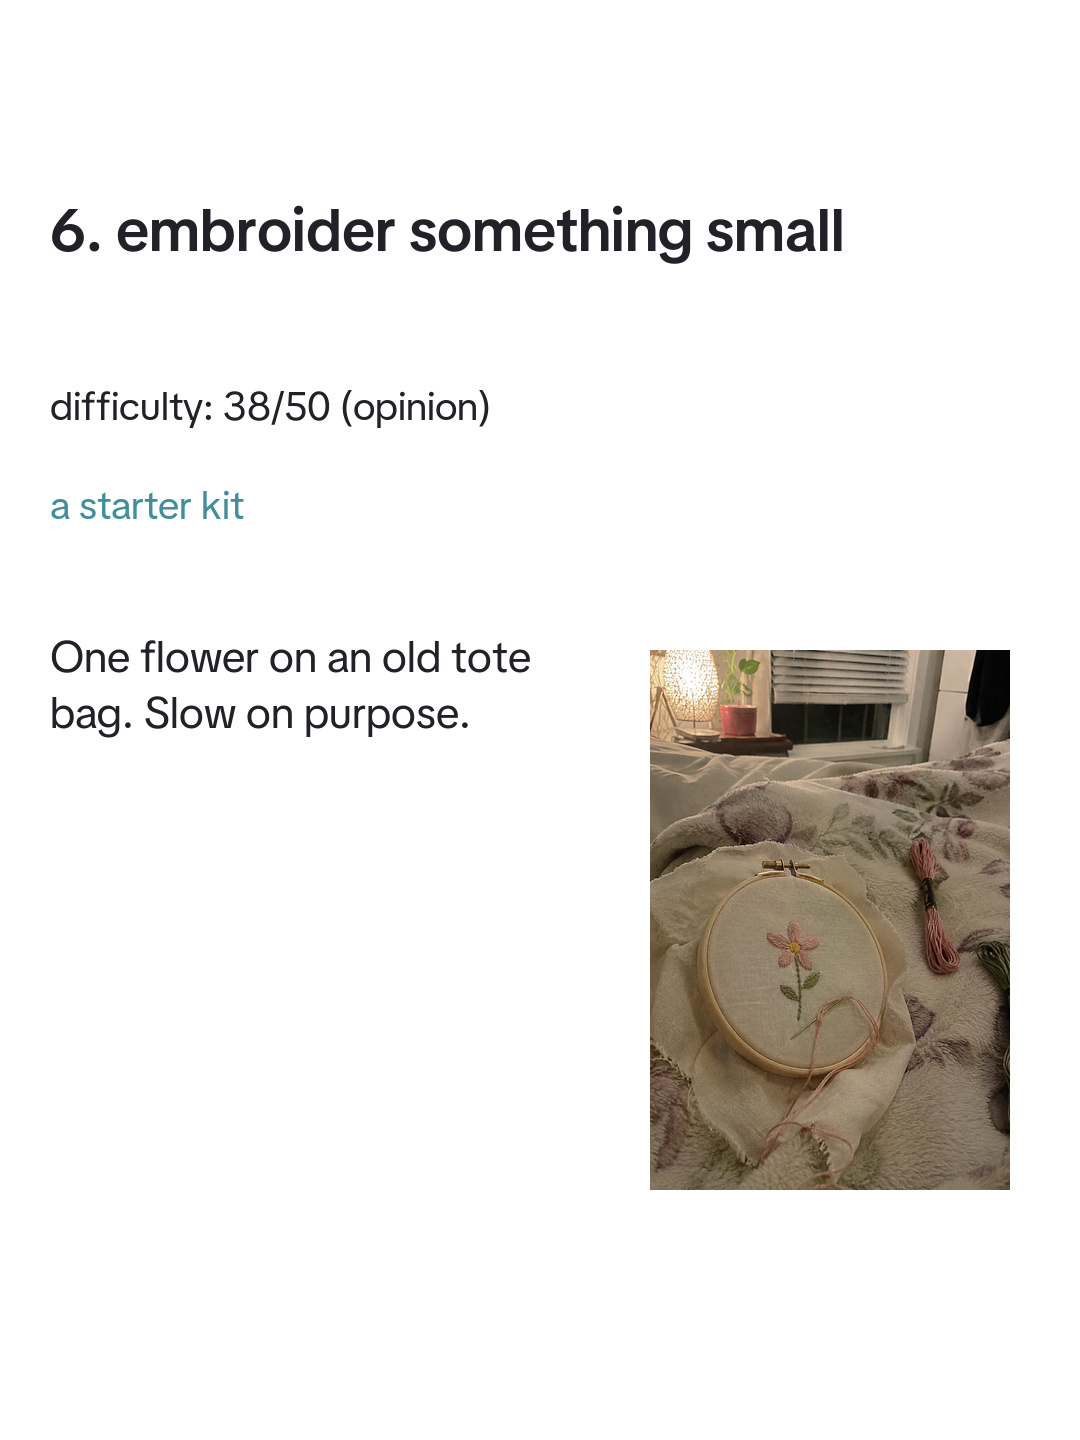 6. embroider something small
difficulty: 38/50 (opinion)
a starter kit
One flower on an old tote
bag. Slow on purpose.